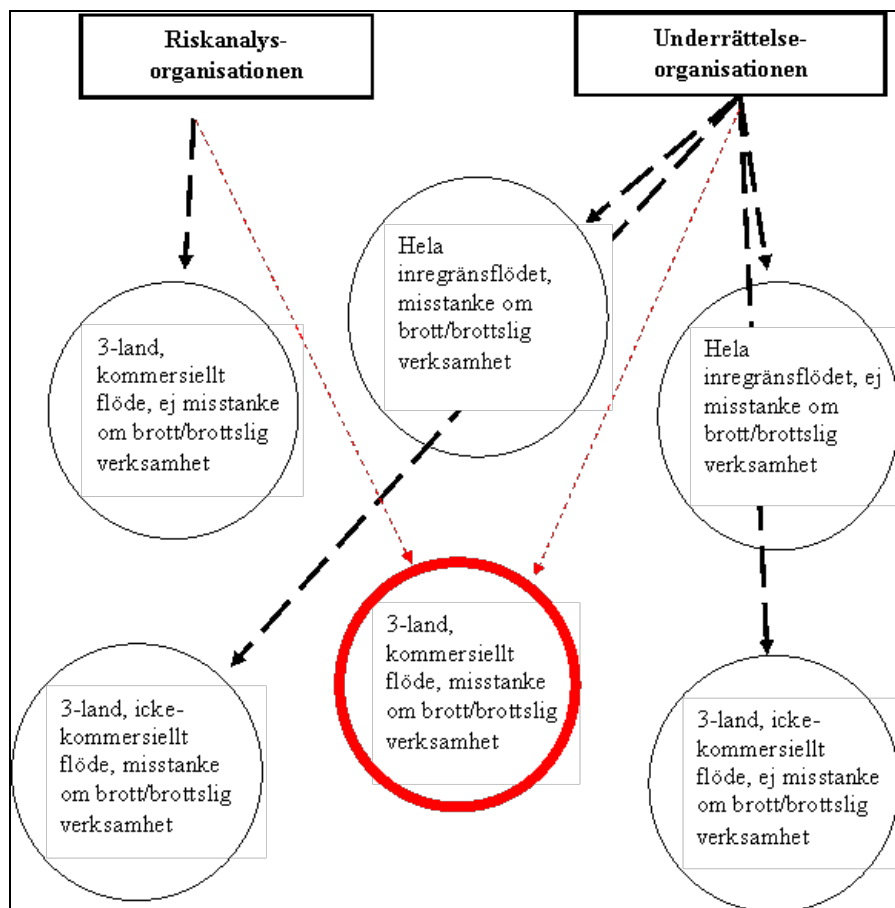 Riskanalys-
organisationen
Underrättelse-
organisationen
Hela
inregränsflödet,
misstanke om
brott/brottslig
verksamhet
3-land,
kommersiellt
flöde, ej misstanke
om brott/brottslig
verksamhet
Hela
inregränsflödet, ej
misstanke om
brott/brottslig
verksamhet
3-land,
kommersiellt
flöde, misstanke
om brott/brottslig
verksamhet
3-land, icke-
kommersiellt
flöde, misstanke
om brott/brottslig
verksamhet
3-land, icke-
kommersiellt
flöde, ej misstanke
om brott/brottslig
verksamhet